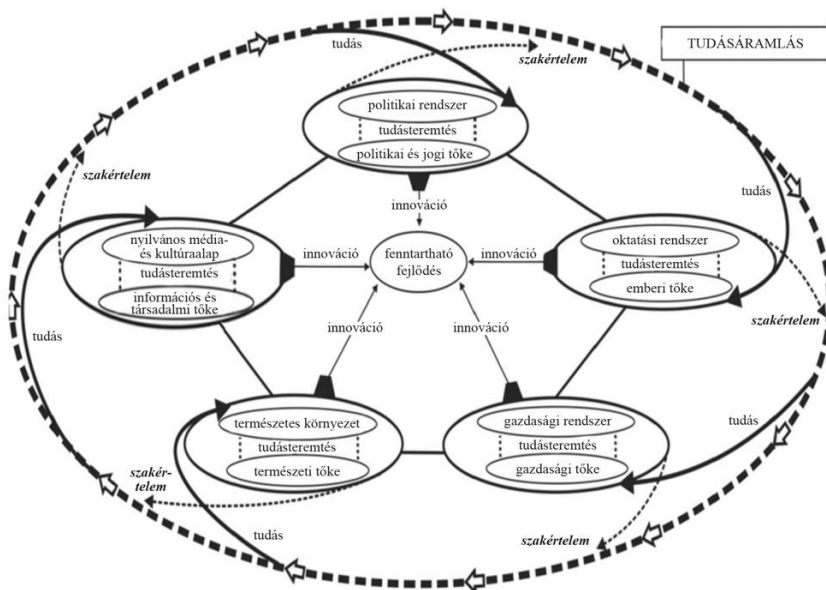 tudás
szakértelem
TUDÁSÁRAMLÁS
politikai rendszer
tudásteremtés
politikai és jogi tőke
szakértelem
tudás
innováció
nyilvános média-
és kultúraalap
tudásteremtés
információs és
társadalmi tőke
innováció
fenntartható
fejlődés
innováció
oktatási rendszer
tudásteremtés
emberi tőke
szakértelem
tudás
innováció
innováció
természetes környezet
tudásteremtés
természeti tőke
gazdasági rendszer
tudásteremtés
gazdasági tőke
tudás
szakér-
telem
tudás
szakértelem